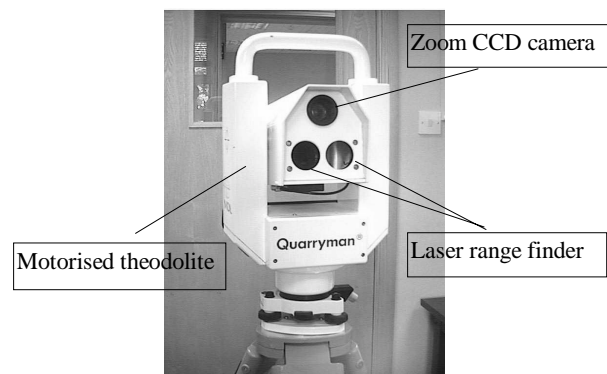 Zoom CCD camera
Quarryman®
Motorised theodolite
Laser range finder